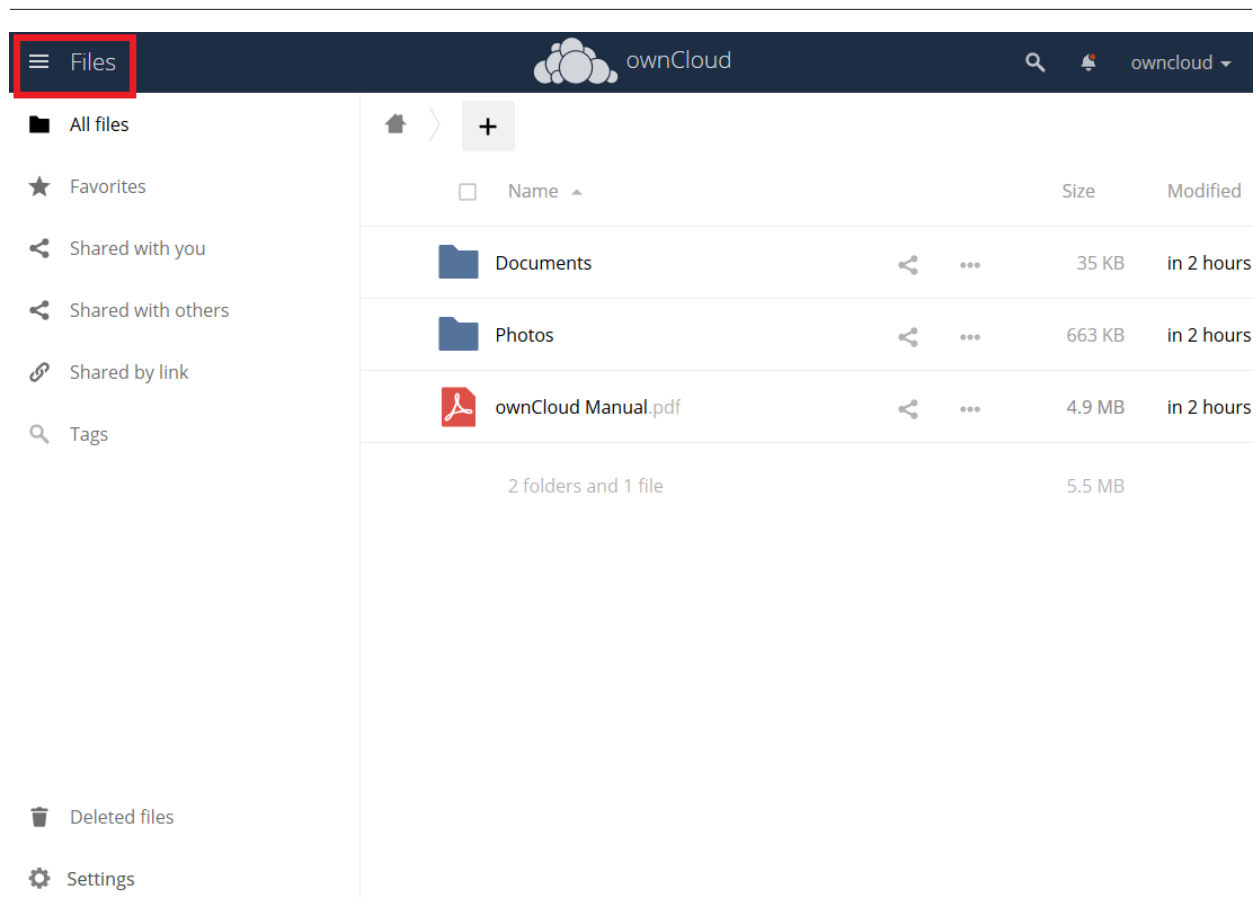 Files
ownCloud
owncloud
All files
Favorites
Shared with you
Shared with others
Shared by link
Tags
Deleted files
Settings
Name Size Modified
Documents 35 KB in 2 hours
Photos 663 KB in 2 hours
ownCloud Manual.pdf 4.9 MB in 2 hours
2 folders and 1 file 5.5 MB